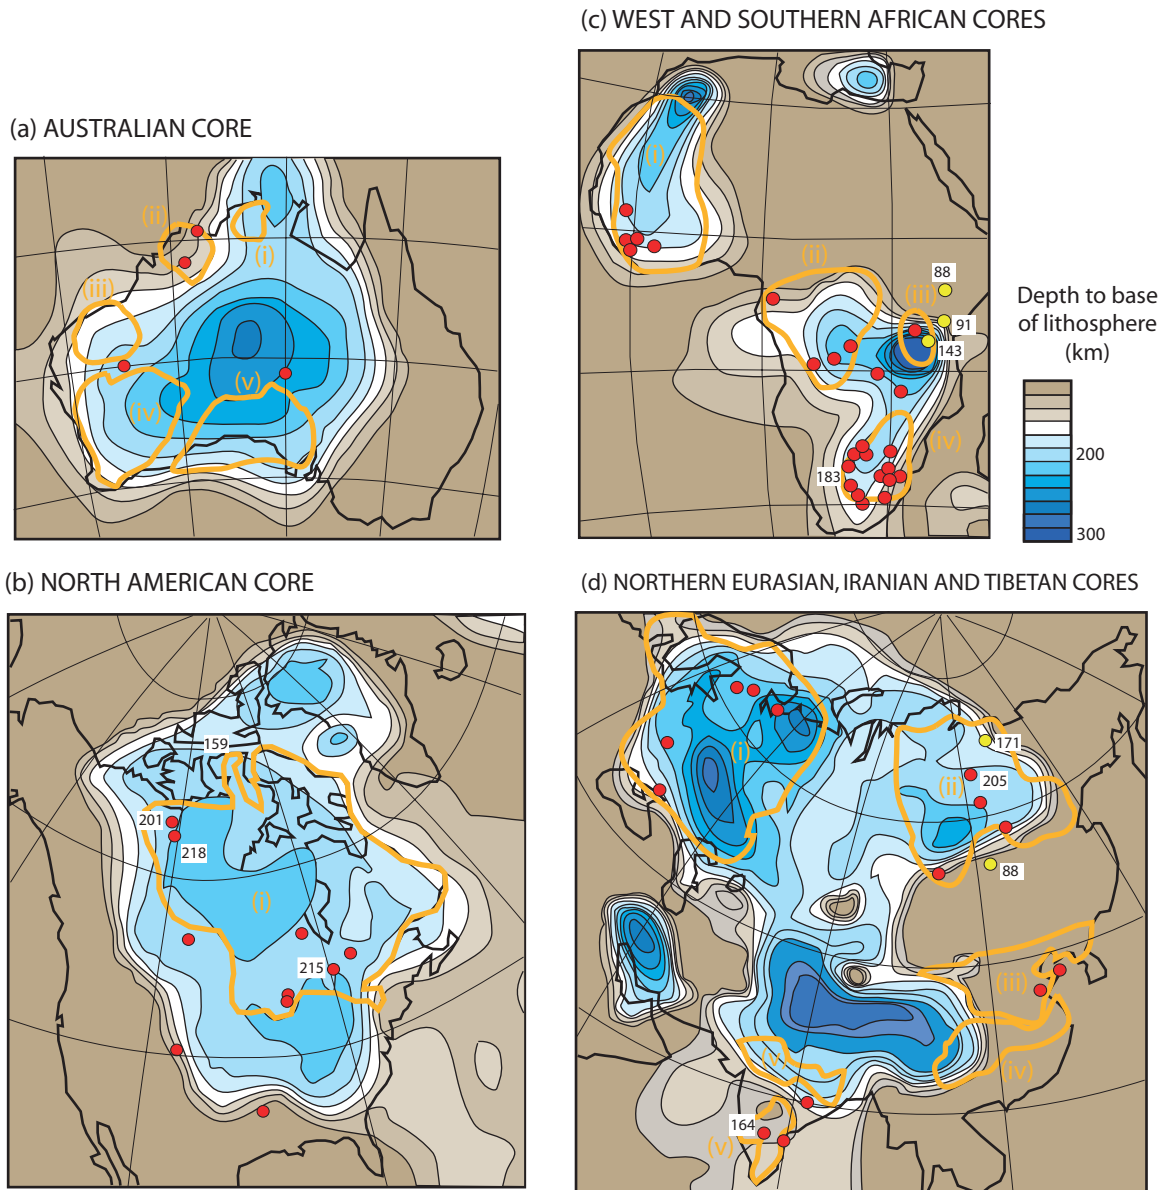 (c) WEST AND SOUTHERN AFRICAN CORES
(a) AUSTRALIAN CORE
(i)
(ii)
(iii)
(iv)
(v)
(i)
(ii)
(iii)
(iv)
88
91
143
183
Depth to base
of lithosphere
(km)
200
300
(b) NORTH AMERICAN CORE
159
201
218
(i)
215
(d) NORTHERN EURASIAN, IRANIAN AND TIBETAN CORES
(i)
171
(ii)
205
88
(iii)
(iv)
(v)
164
(v)